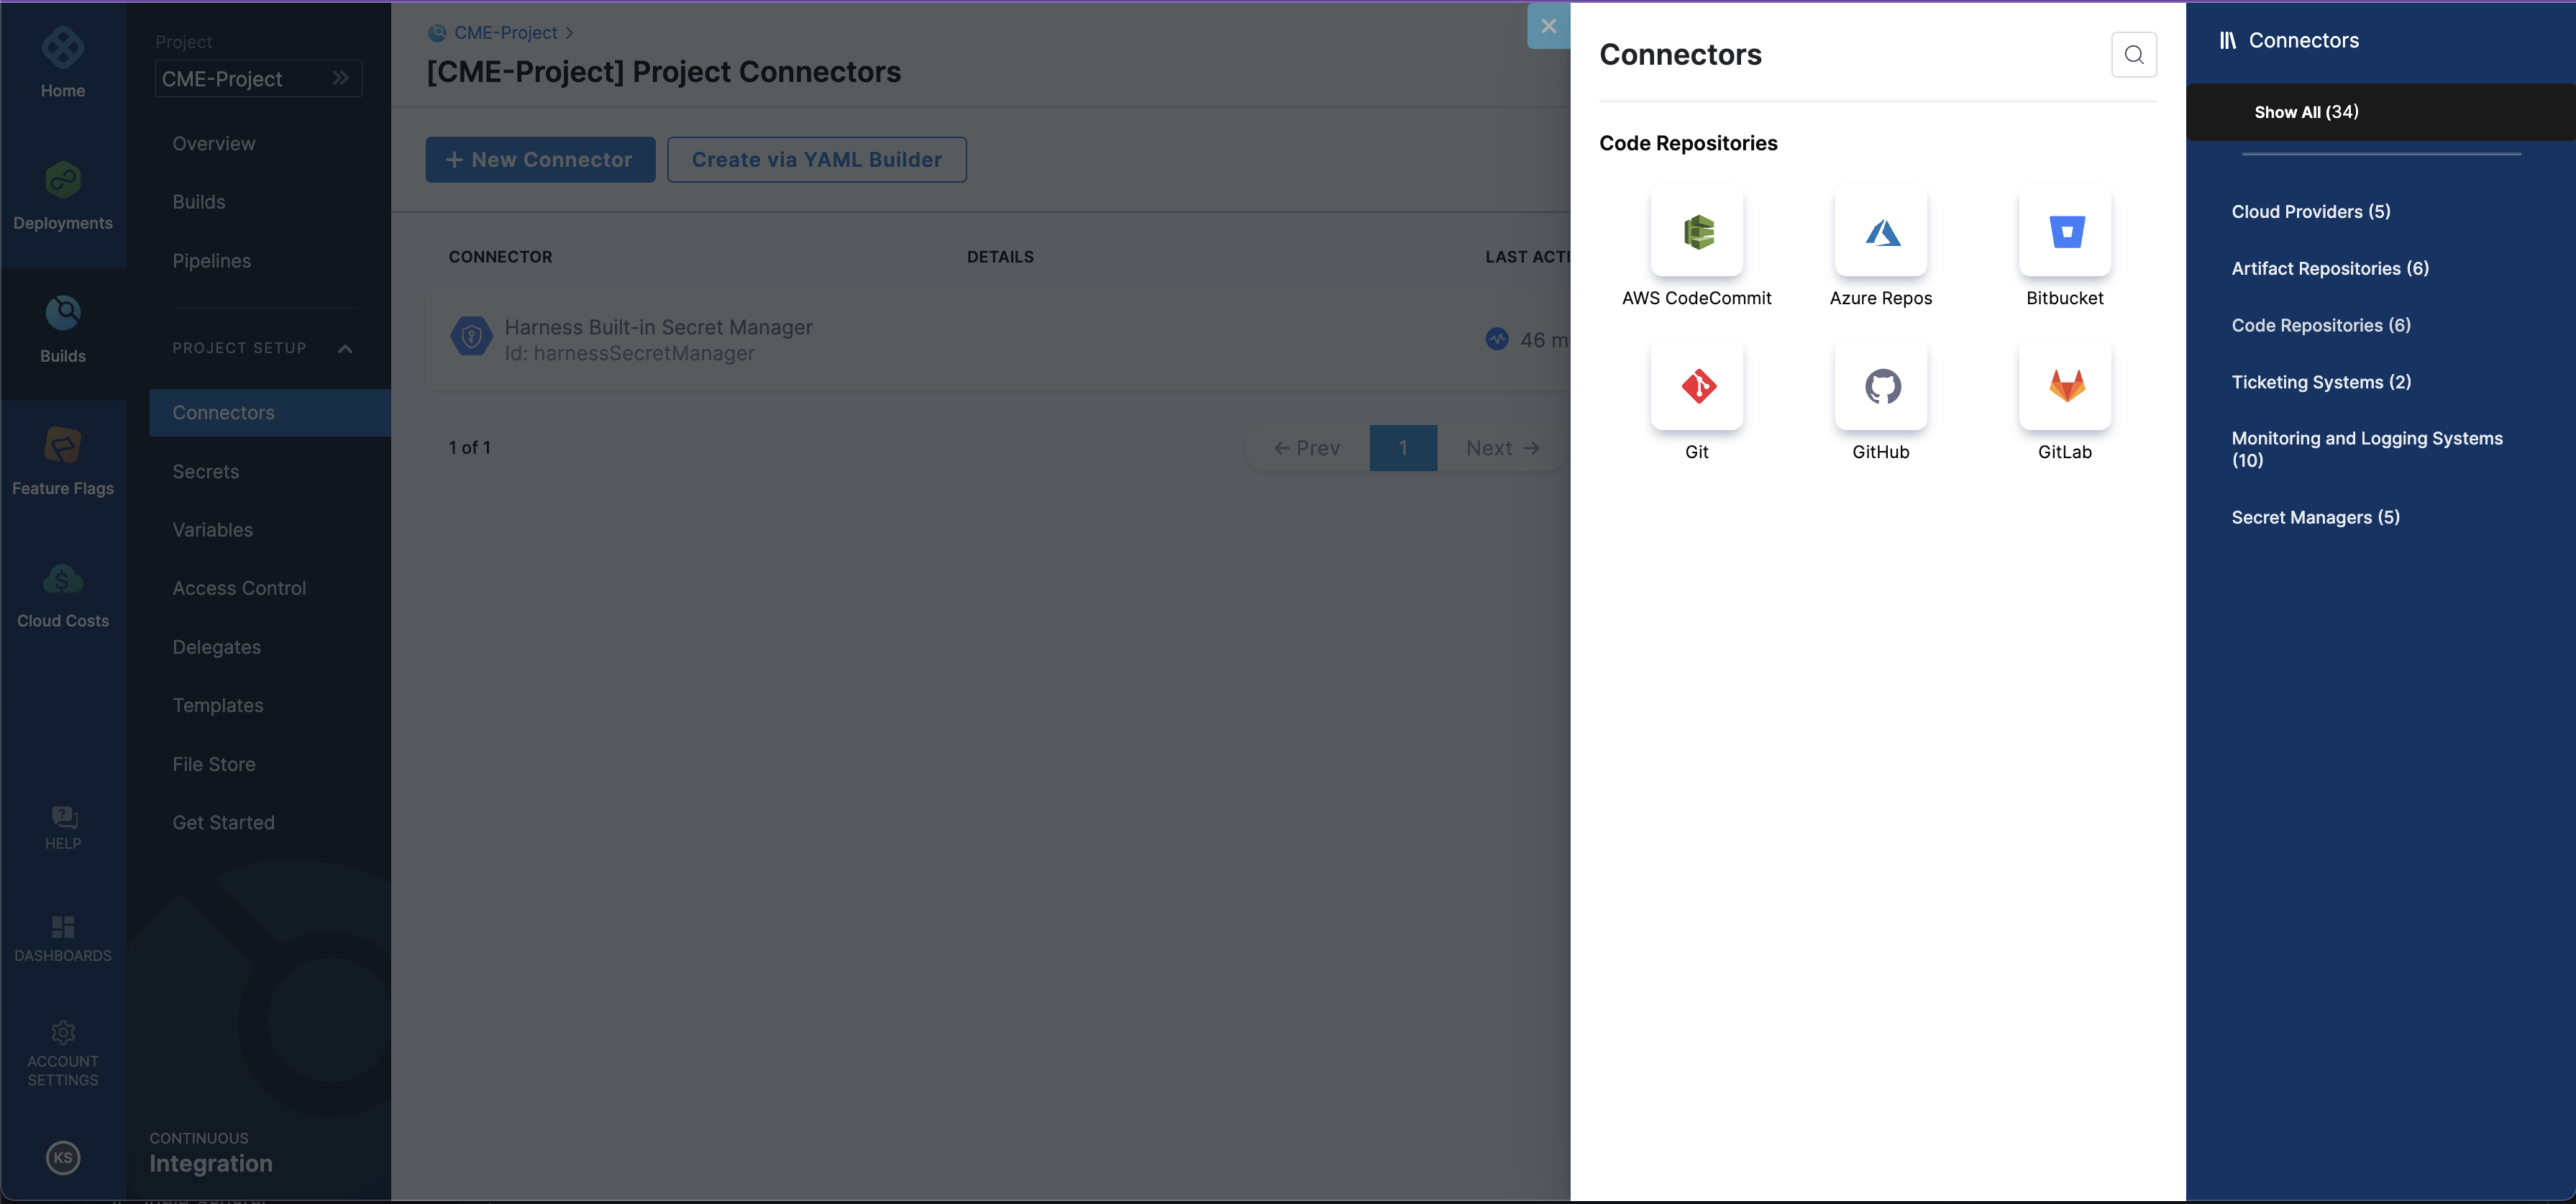 Home
Deployments
Builds
Feature Flags
Cloud Costs
HELP
DASHBOARDS
ACCOUNT
SETTINGS
KS
Project
CME-Project
Overview
Builds
Pipelines
PROJECT SETUP
Connectors
Secrets
Variables
Access Control
Delegates
Templates
File Store
Get Started
CONTINUOUS
Integration
CME-Project
[CME-Project] Project Connectors
+ New Connector
Create via YAML Builder
CONNECTOR DETAILS LAST ACTI
Harness Built-in Secret Manager
Id: harnessSecretManager
46 m
1 of 1
← Prev 1 Next →
Connectors
Code Repositories
AWS CodeCommit Azure Repos Bitbucket
Git GitHub GitLab
Connectors
Show All (34)
Cloud Providers (5)
Artifact Repositories (6)
Code Repositories (6)
Ticketing Systems (2)
Monitoring and Logging Systems
(10)
Secret Managers (5)